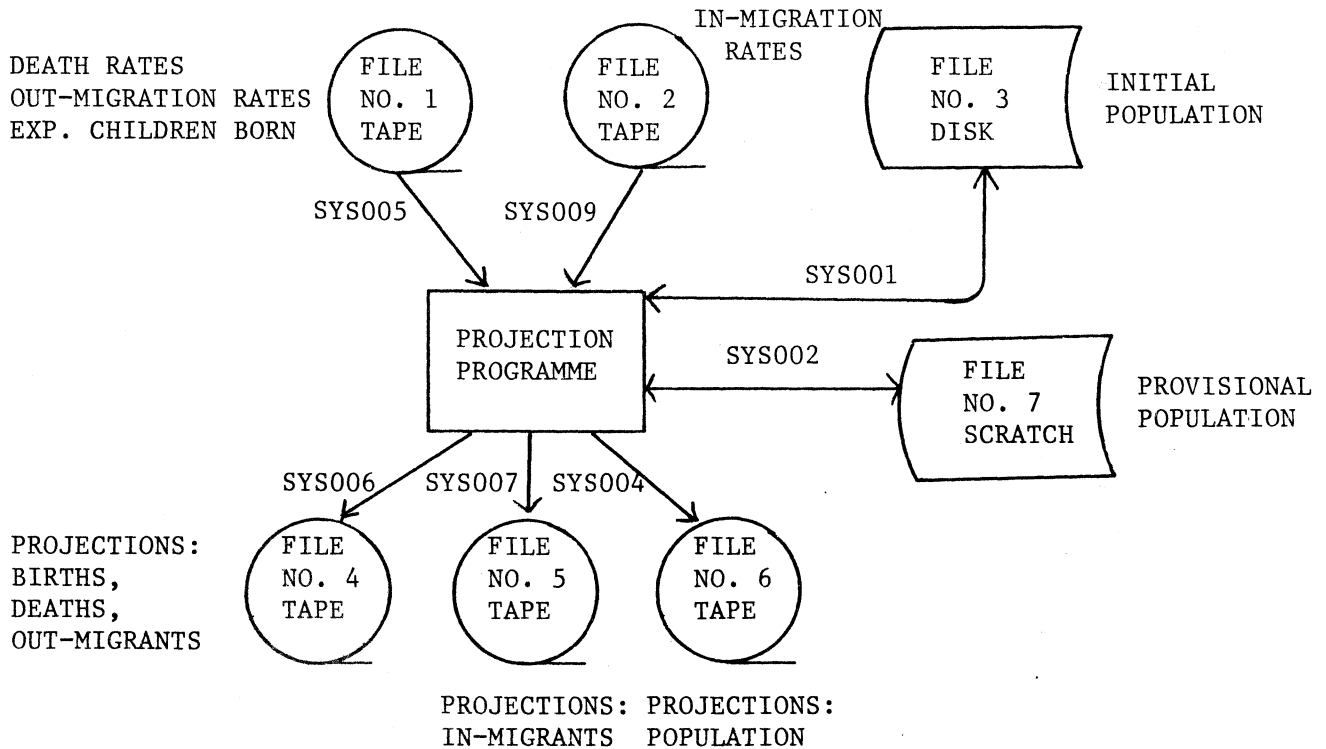 DEATH RATES
OUT-MIGRATION RATES
EXP. CHILDREN BORN
FILE
NO. 1
TAPE
FILE
NO. 2
TAPE
IN-MIGRATION
RATES
FILE
NO. 3
DISK
INITIAL
POPULATION
SYS005
SYS009
SYS001
PROJECTION
PROGRAMME
SYS002
FILE
NO. 7
SCRATCH
PROVISIONAL
POPULATION
SYS006
SYS007
SYS004
PROJECTIONS:
BIRTHS,
DEATHS,
OUT-MIGRANTS
FILE
NO. 4
TAPE
FILE
NO. 5
TAPE
FILE
NO. 6
TAPE
PROJECTIONS:
IN-MIGRANTS
PROJECTIONS:
POPULATION